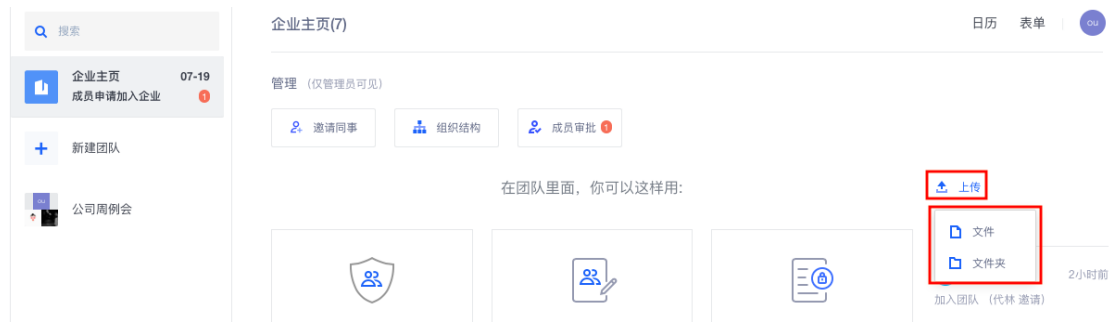 搜索
企业主页 07-19
成员申请加入企业 1
新建团队
ou
公司周例会
企业主页(7)
日历 表单 ou
管理 (仅管理员可见)
邀请同事 组织结构 成员审批 1
在团队里面，你可以这样用:
上传
文件
文件夹
2小时前
加入团队 (代林 邀请)